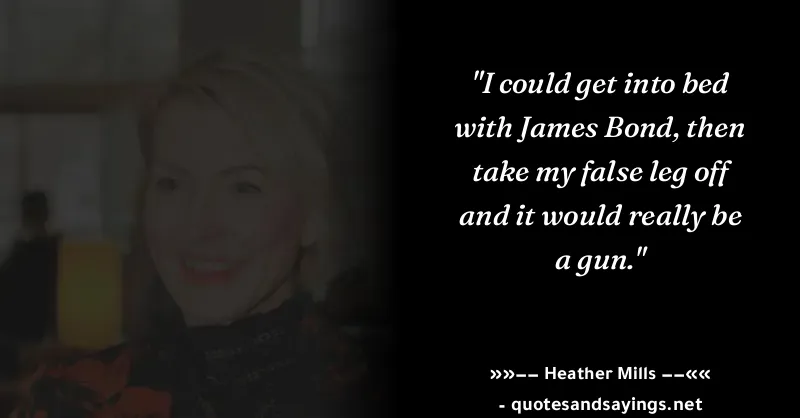 "I could get into bed
with James Bond, then
take my false leg off
and it would really be
a gun."
»»–– Heather Mills ––««
- quotesandsayings.net